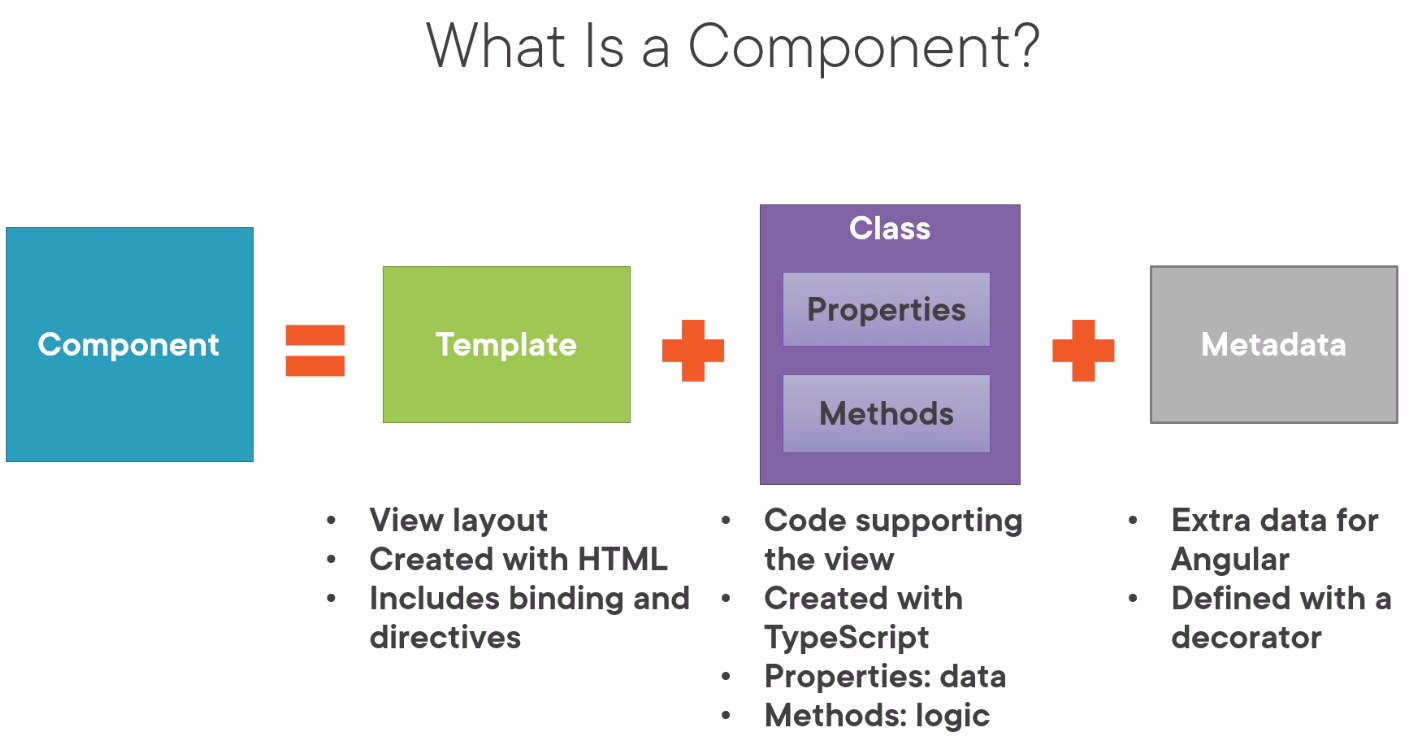 What Is a Component?
Component
Template
Class
Properties
Methods
Metadata
• View layout
• Created with HTML
• Includes binding and
directives
• Code supporting
the view
• Created with
TypeScript
• Properties: data
• Methods: logic
• Extra data for
Angular
• Defined with a
decorator